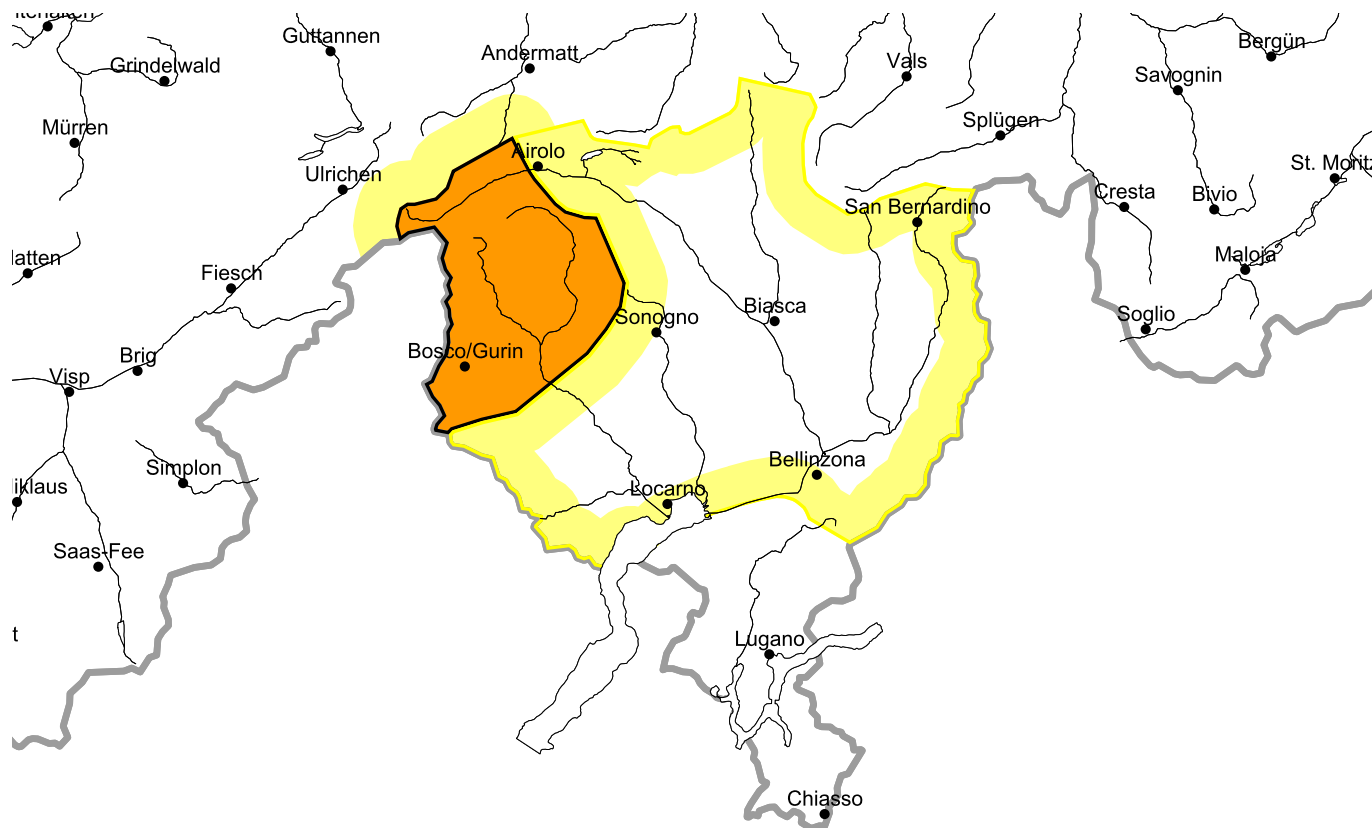 Guttannen
Andermatt
Grindelwald
Vals
Bergün
Savognin
Mürren
Splügen
Airolo
Ulrichen
St. Moritz
Cresta
Bivio
San Bernardino
Maloja
Fiesch
Biasca
Sonogno
Soglio
Brig
Bosco/Gurin
Visp
Simplon
Bellinzona
Locarno
Saas-Fee
Lugano
Chiasso